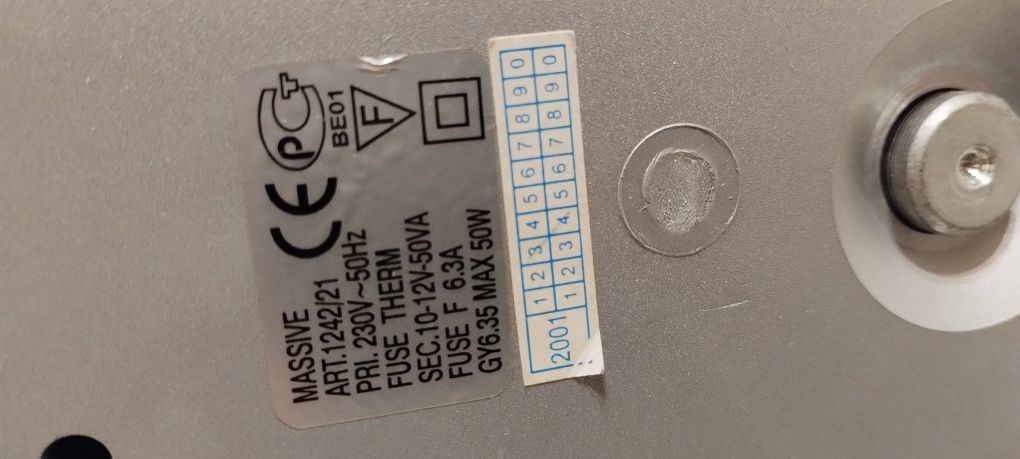 MASSIVE
ART.1242/21
PRI. 230V~50Hz
FUSE THERM
SEC.10-12V-50VA
FUSE F 6.3A
GY6.35 MAX 50W
CE
PCT
BE01
F
2001
1 2 3 4 5 6 7 8 9 0
1 2 3 4 5 6 7 8 9 0